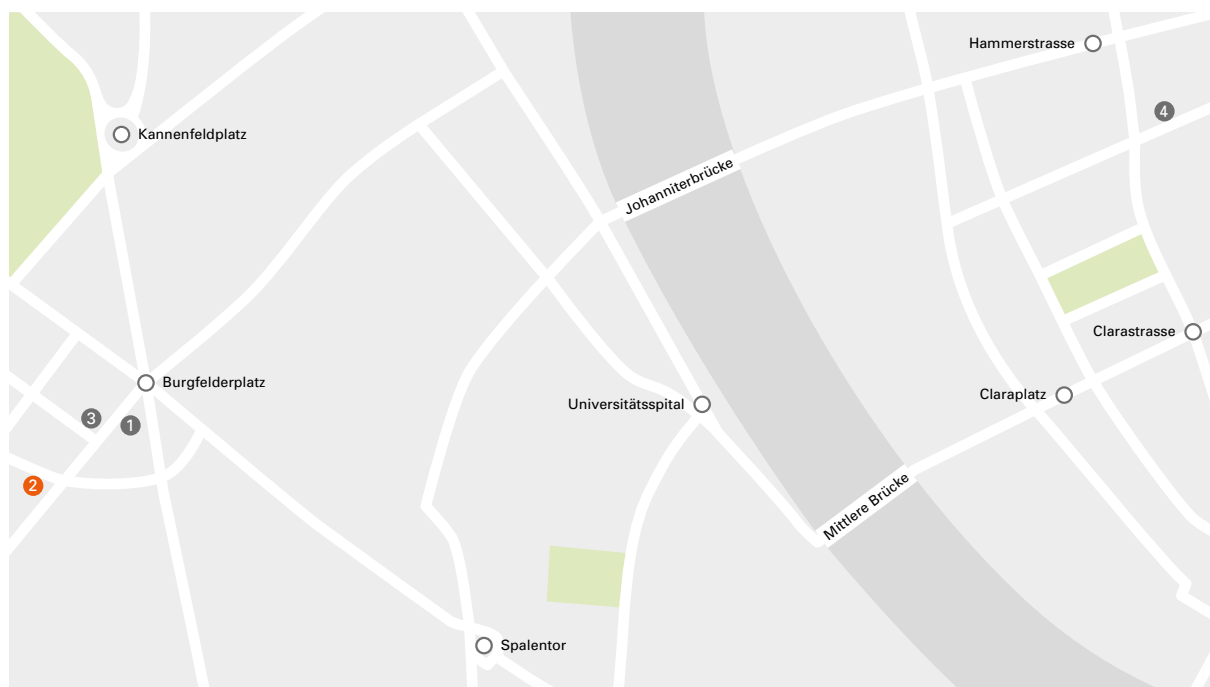 Hammerstrasse
4
Kannenfeldplatz
Johanniterbrücke
Clarastrasse
Burgfelderplatz
Claraplatz
Universitätsspital
3
1
2
Mittlere Brücke
Spalentor